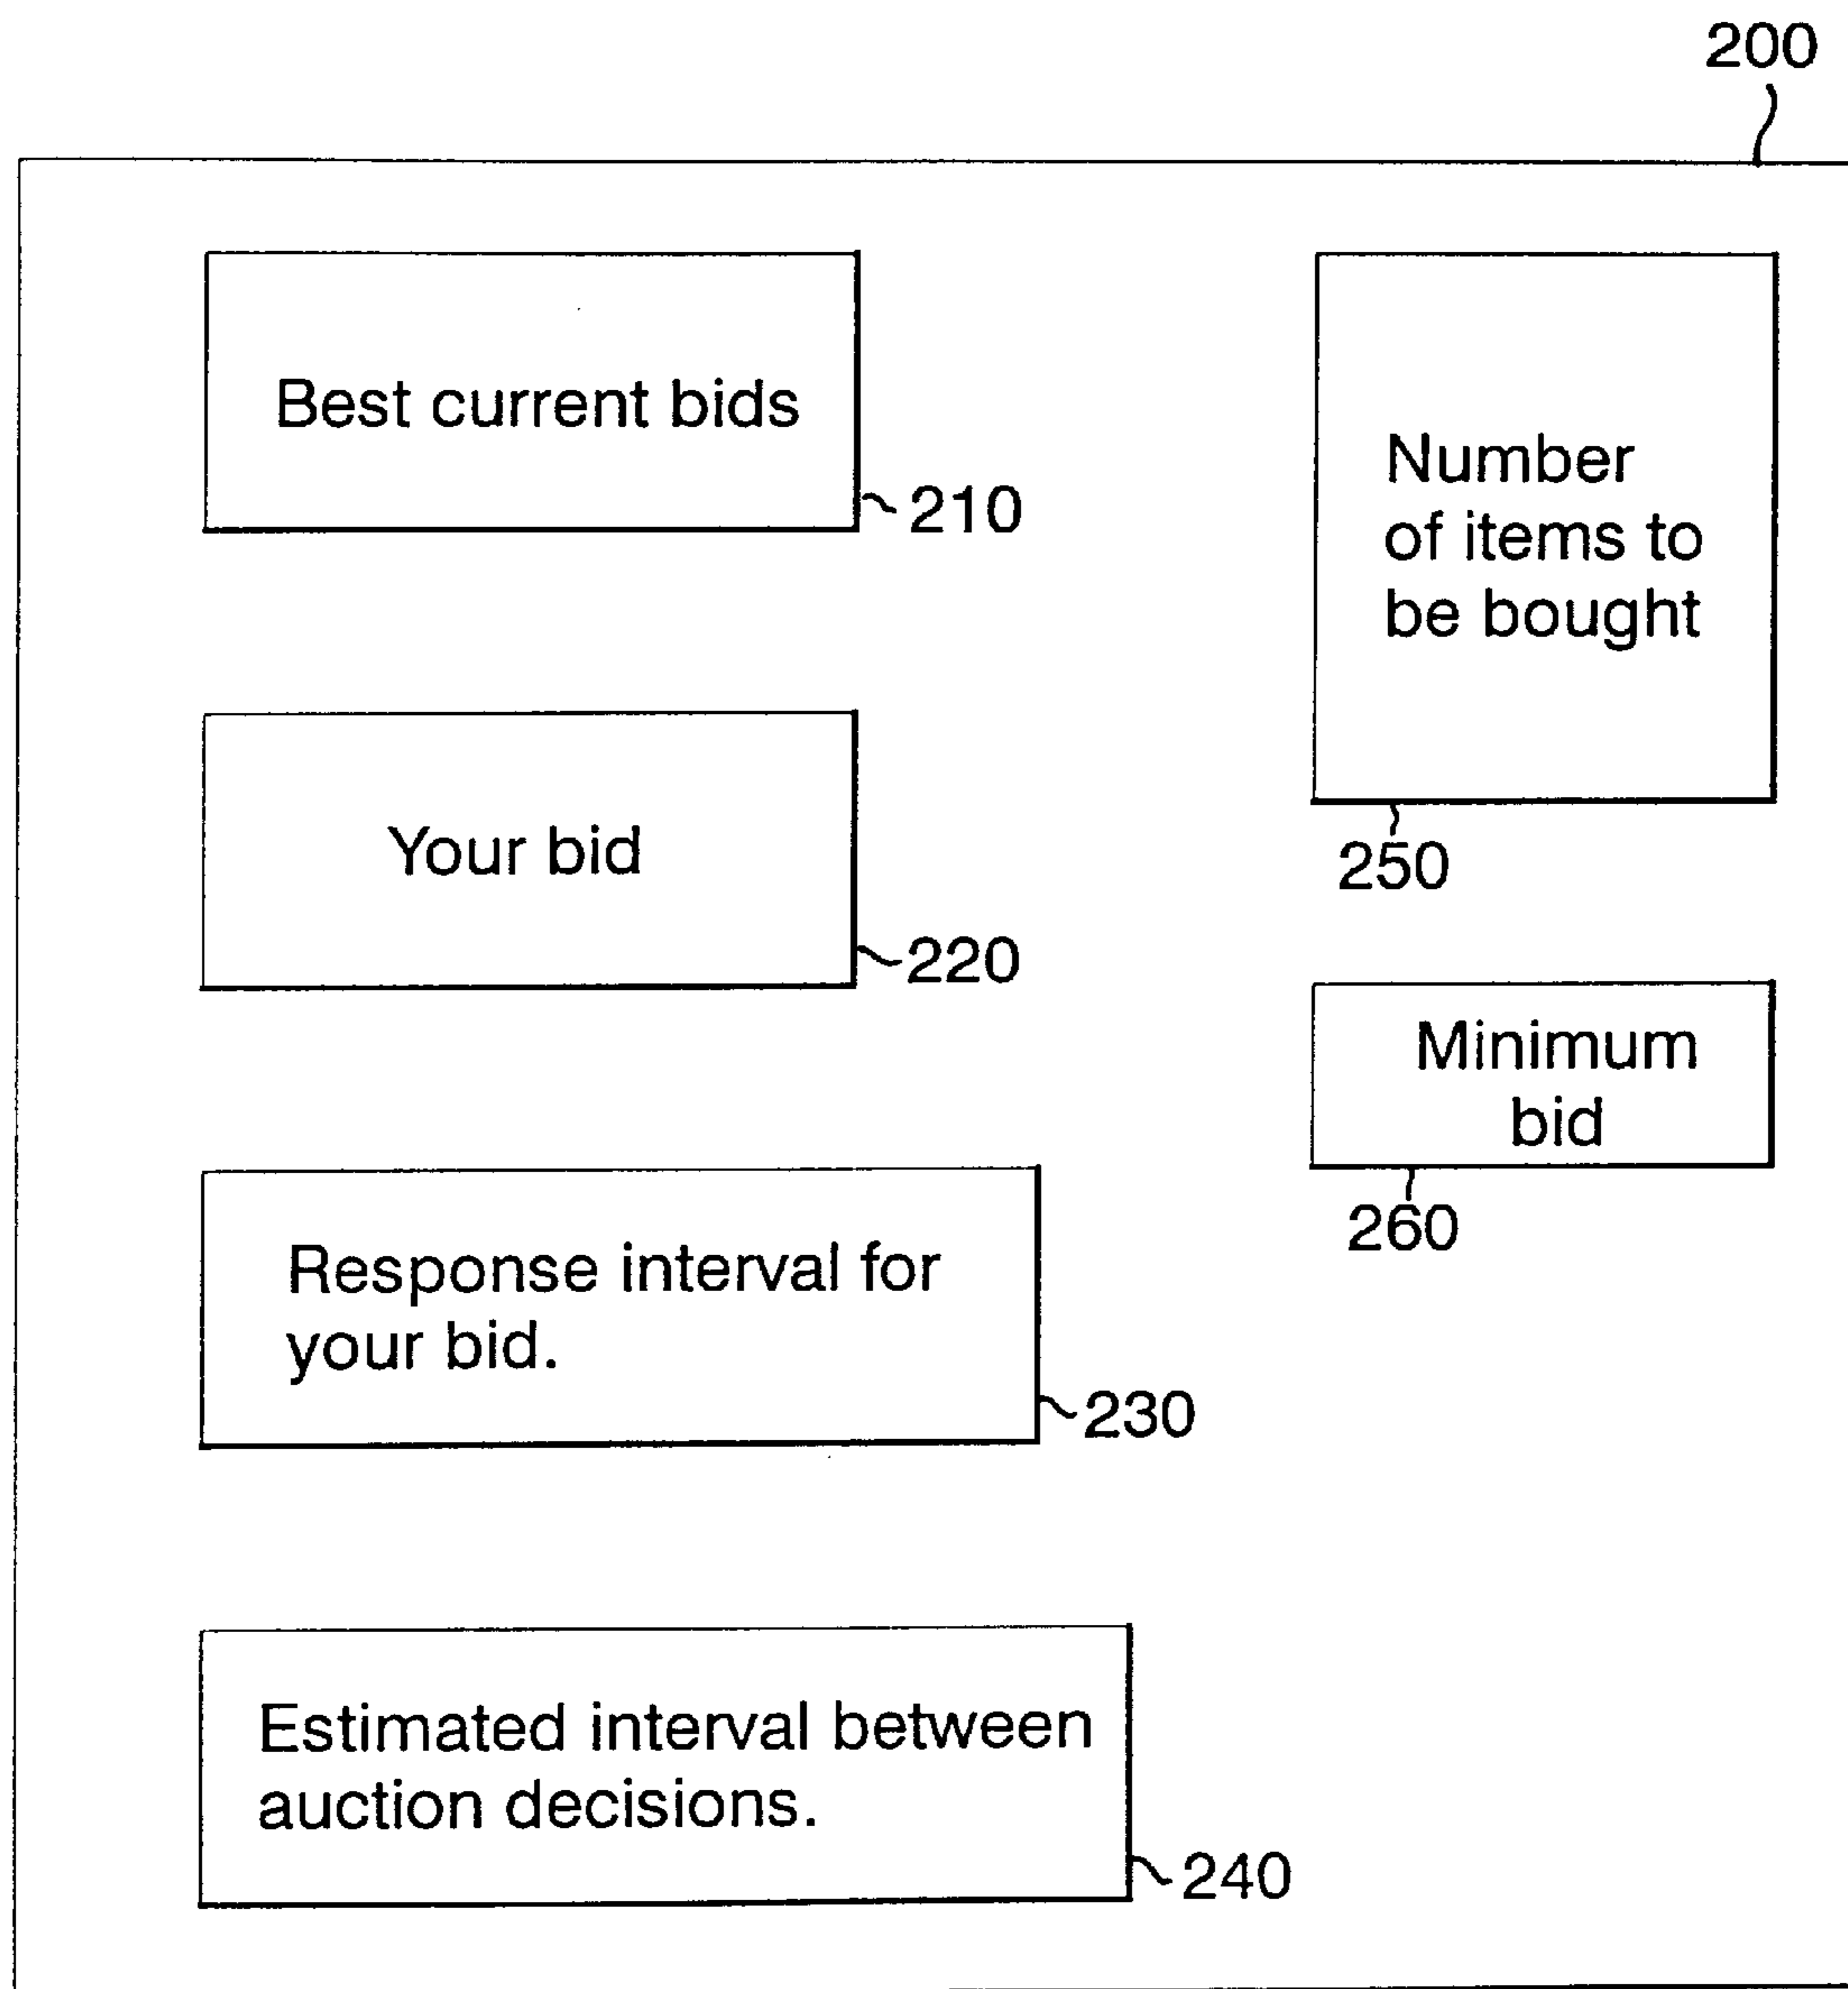 200
Best current bids
210
Your bid
220
Response interval for
your bid.
230
Estimated interval between
auction decisions.
240
Number
of items to
be bought
250
Minimum
bid
260